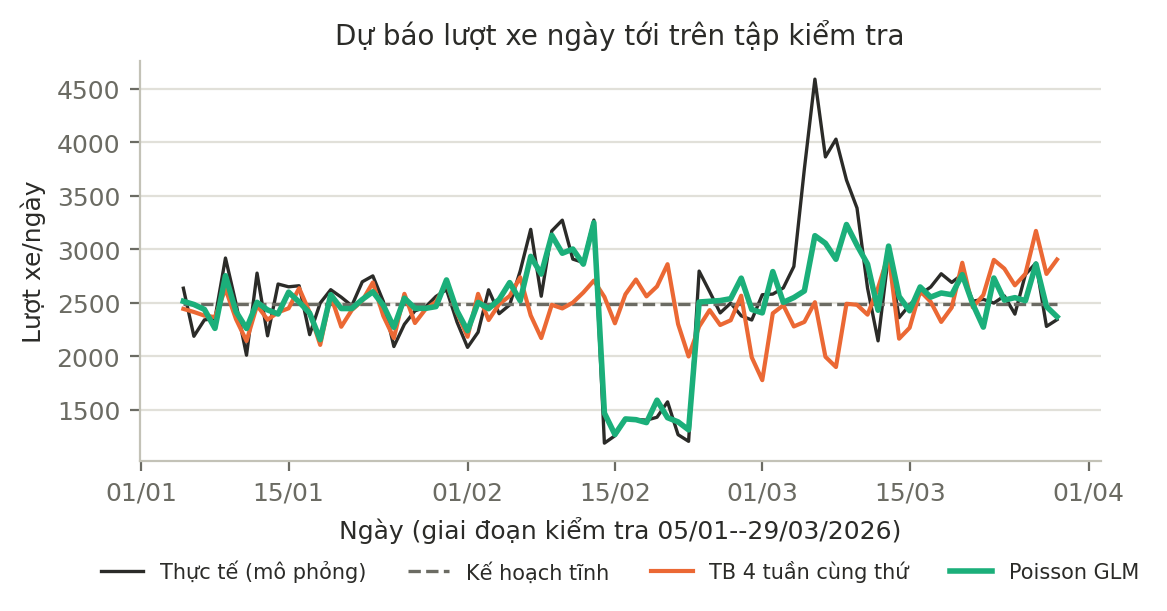 Dự báo lượt xe ngày tới trên tập kiểm tra
Lượt xe/ngày
4500
4000
3500
3000
2500
2000
1500
01/01 15/01 01/02 15/02 01/03 15/03 01/04
Ngày (giai đoạn kiểm tra 05/01--29/03/2026)
Thực tế (mô phỏng) Kế hoạch tĩnh TB 4 tuần cùng thứ Poisson GLM